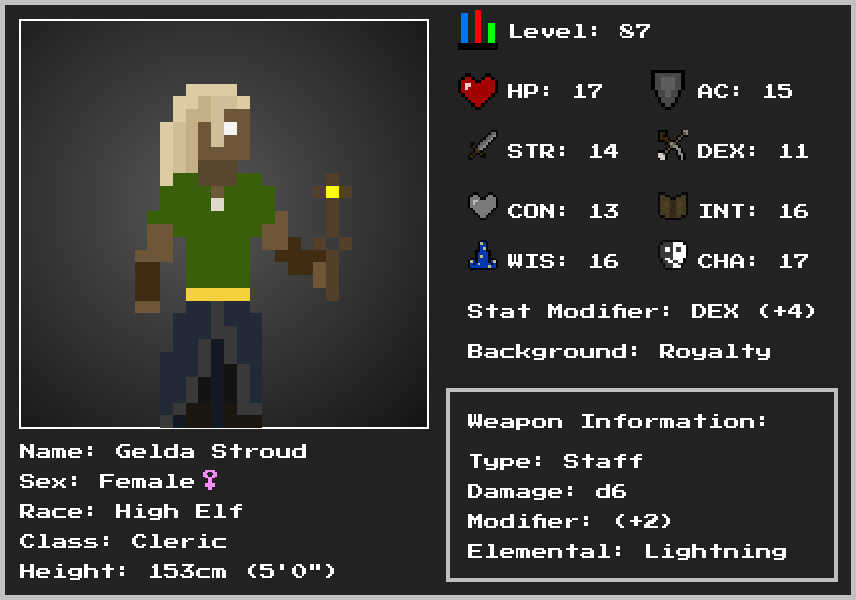 Level: 87
HP: 17
AC: 15
STR: 14
DEX: 11
CON: 13
INT: 16
WIS: 16
CHA: 17
Stat Modifier: DEX (+4)
Background: Royalty
Weapon Information:
Type: Staff
Damage: d6
Modifier: (+2)
Elemental: Lightning
Name: Gelda Stroud
Sex: Female♀
Race: High Elf
Class: Cleric
Height: 153cm (5'0")